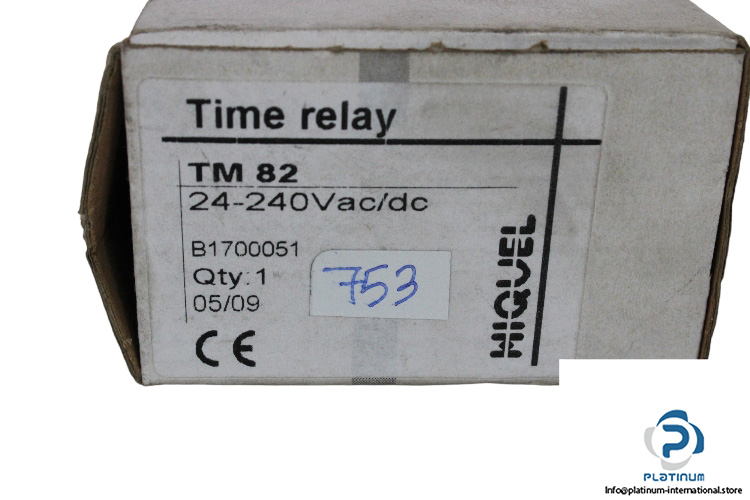 Time relay
TM 82
24-240Vac/dc
B1700051
Qty: 1
05/09
753
CE
HIQUEL
PLATINUM
Info@platinum-international.store